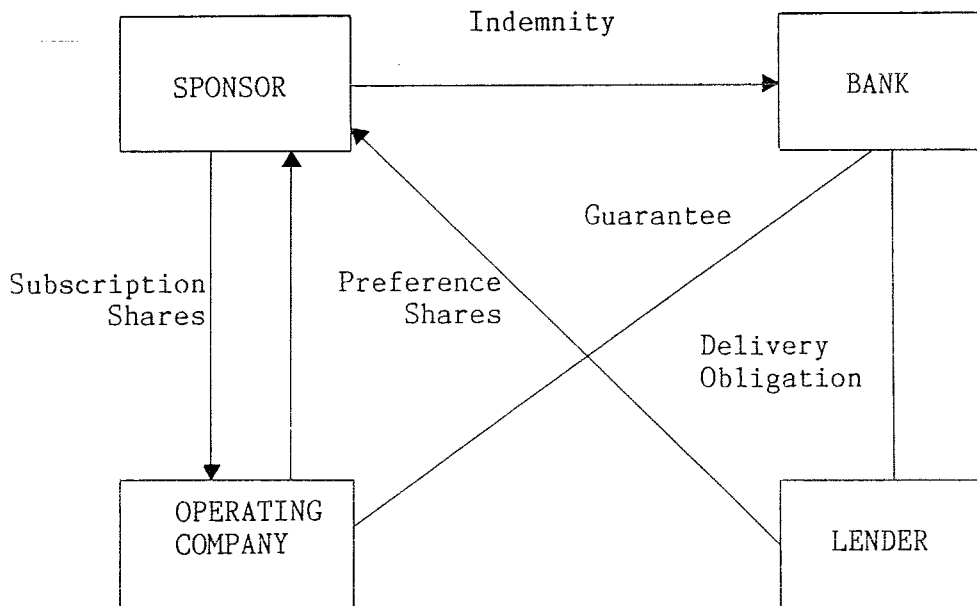 Indemnity
SPONSOR
BANK
Guarantee
Subscription
Shares
Preference
Shares
Delivery
Obligation
OPERATING
COMPANY
LENDER